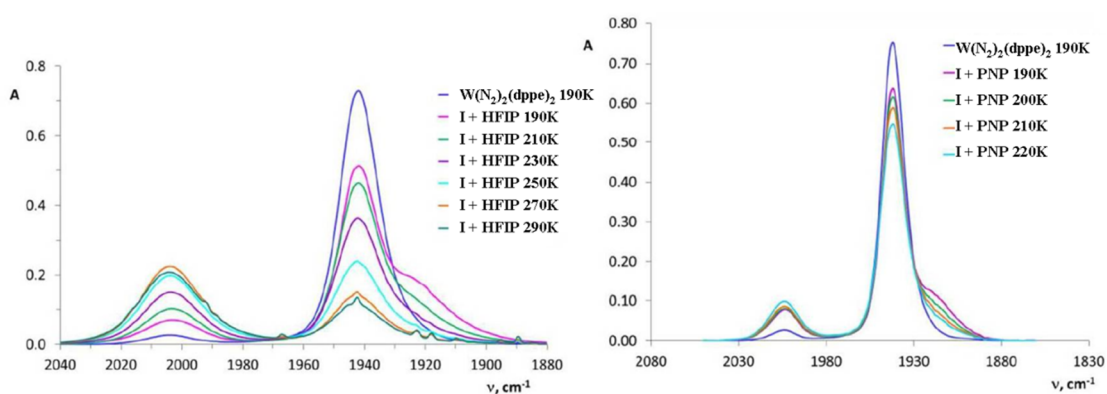 A
0.8
0.6
0.4
0.2
0.0
2040 2020 2000 1980 1960 1940 1920 1900 1880
ν, cm-1
W(N2)2(dppe)2 190K
I + HFIP 190K
I + HFIP 210K
I + HFIP 230K
I + HFIP 250K
I + HFIP 270K
I + HFIP 290K
A
0.80
0.70
0.60
0.50
0.40
0.30
0.20
0.10
0.00
2080 2030 1980 1930 1880 1830
ν, cm-1
W(N2)2(dppe)2 190K
I + PNP 190K
I + PNP 200K
I + PNP 210K
I + PNP 220K